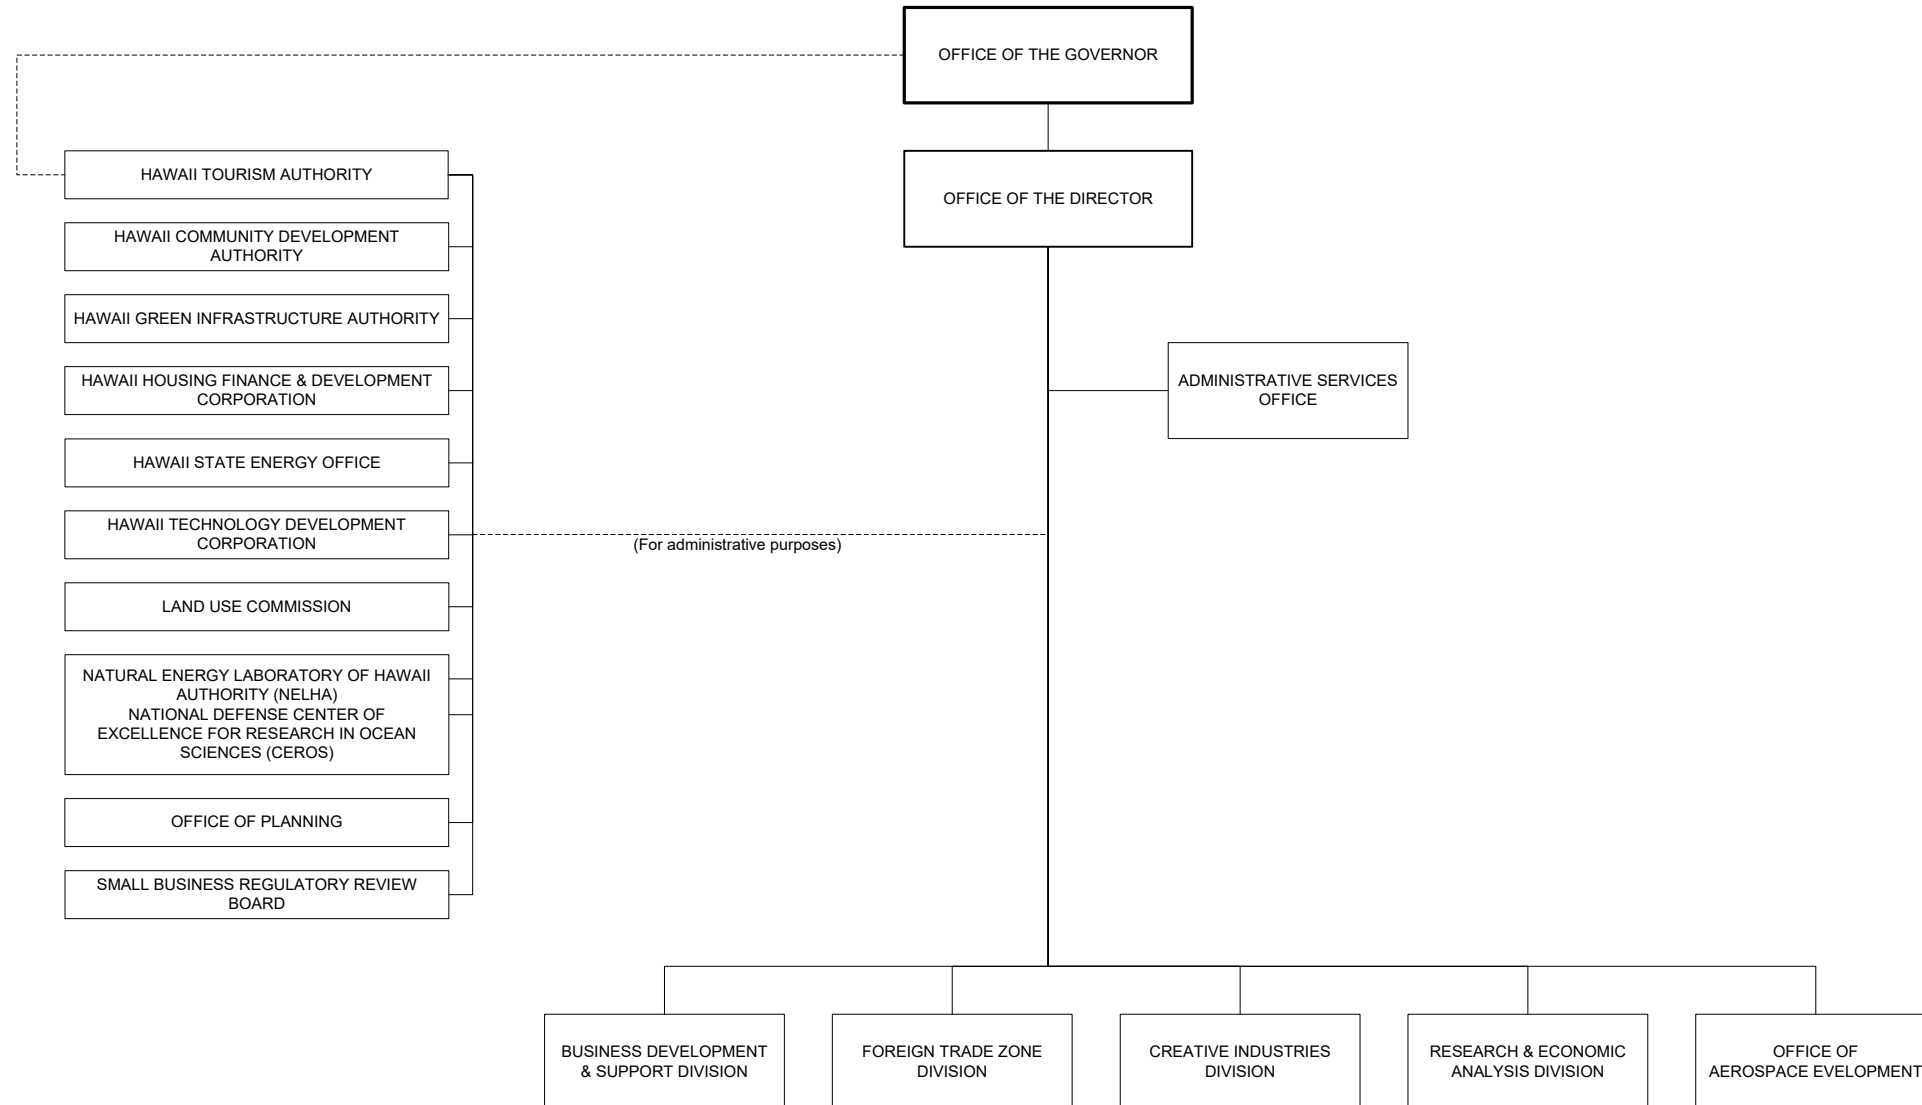 OFFICE OF THE GOVERNOR
OFFICE OF THE DIRECTOR
HAWAII TOURISM AUTHORITY
HAWAII COMMUNITY DEVELOPMENT
AUTHORITY
HAWAII GREEN INFRASTRUCTURE AUTHORITY
HAWAII HOUSING FINANCE & DEVELOPMENT
CORPORATION
HAWAII STATE ENERGY OFFICE
HAWAII TECHNOLOGY DEVELOPMENT
CORPORATION
LAND USE COMMISSION
NATURAL ENERGY LABORATORY OF HAWAII
AUTHORITY (NELHA)
NATIONAL DEFENSE CENTER OF
EXCELLENCE FOR RESEARCH IN OCEAN
SCIENCES (CEROS)
OFFICE OF PLANNING
SMALL BUSINESS REGULATORY REVIEW
BOARD
(For administrative purposes)
ADMINISTRATIVE SERVICES
OFFICE
BUSINESS DEVELOPMENT
& SUPPORT DIVISION
FOREIGN TRADE ZONE
DIVISION
CREATIVE INDUSTRIES
DIVISION
RESEARCH & ECONOMIC
ANALYSIS DIVISION
OFFICE OF
AEROSPACE EVELOPMENT